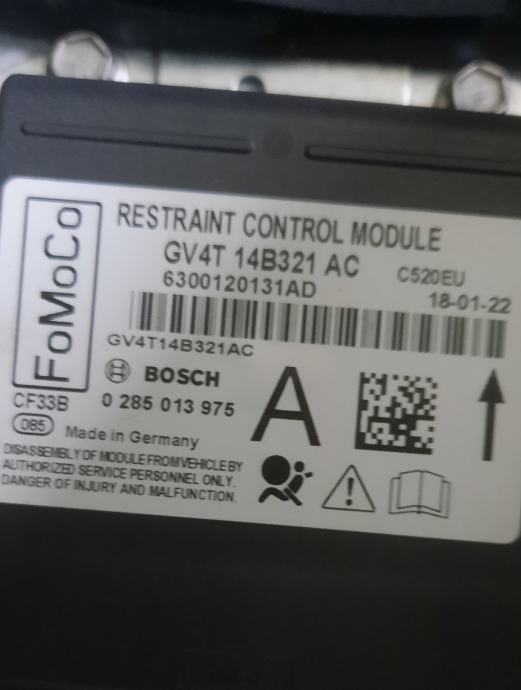 FoMoCo
RESTRAINT CONTROL MODULE
GV4T 14B321 AC
C520EU
6300120131AD
18-01-22
GV4T14B321AC
BOSCH
A
CF33B
0 285 013 975
085
Made in Germany
DISASSEMBLY OF MODULE FROM VEHICLE BY
AUTHORIZED SERVICE PERSONNEL ONLY.
DANGER OF INJURY AND MALFUNCTION.